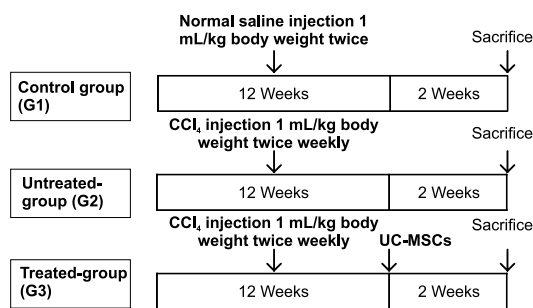 Normal saline injection 1
mL/kg body weight twice
Sacrifice
Control group
(G1)
12 Weeks
2 Weeks
CCl₄ injection 1 mL/kg body
weight twice weekly
Sacrifice
Untreated-
group (G2)
12 Weeks
2 Weeks
CCl₄ injection 1 mL/kg body
weight twice weekly
UC-MSCs
Sacrifice
Treated-group
(G3)
12 Weeks
2 Weeks